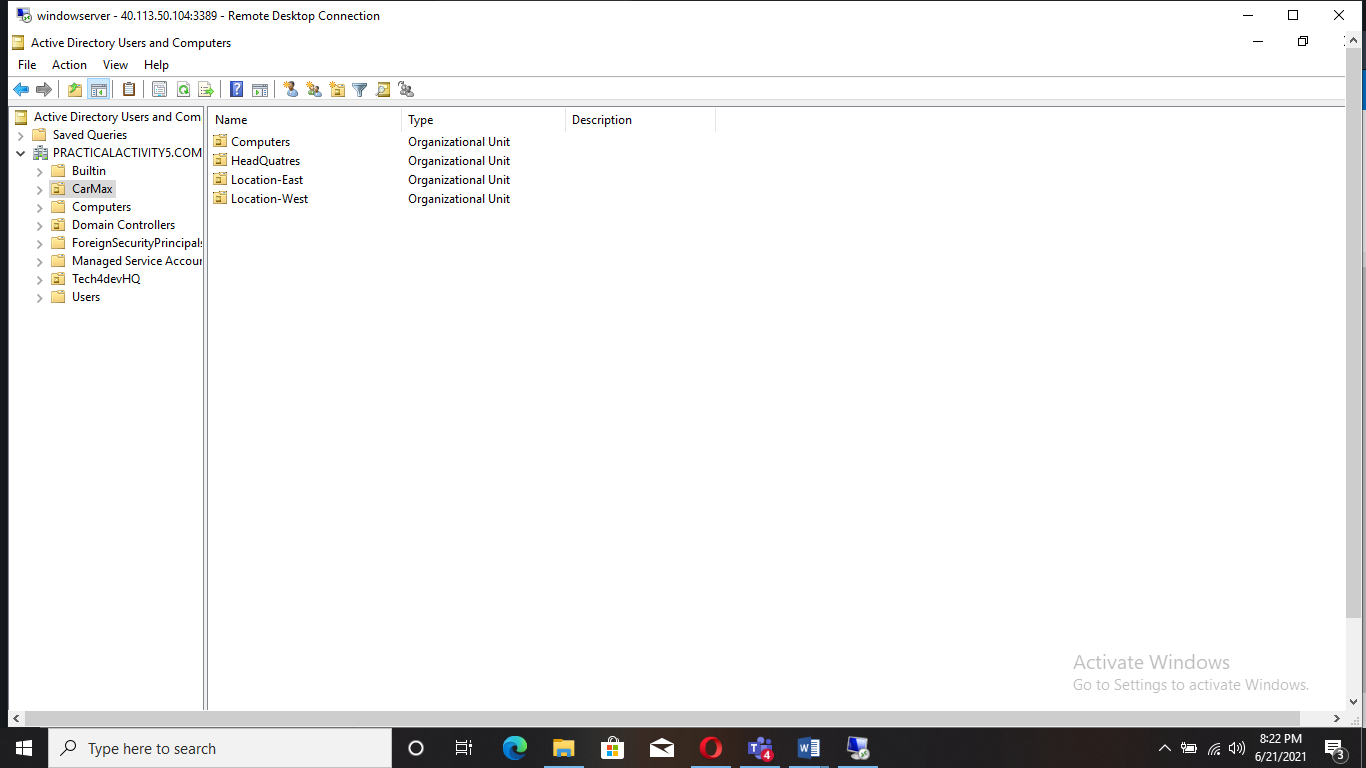 windowserver - 40.113.50.104:3389 - Remote Desktop Connection
Active Directory Users and Computers
File Action View Help
Active Directory Users and Com
Saved Queries
PRACTICALACTIVITY5.COM
Builtin
CarMax
Computers
Domain Controllers
ForeignSecurityPrincipals
Managed Service Accour
Tech4devHQ
Users
Name Type Description
Computers Organizational Unit
HeadQuatres Organizational Unit
Location-East Organizational Unit
Location-West Organizational Unit
Activate Windows
Go to Settings to activate Windows.
Type here to search
4
8:22 PM
6/21/2021
3